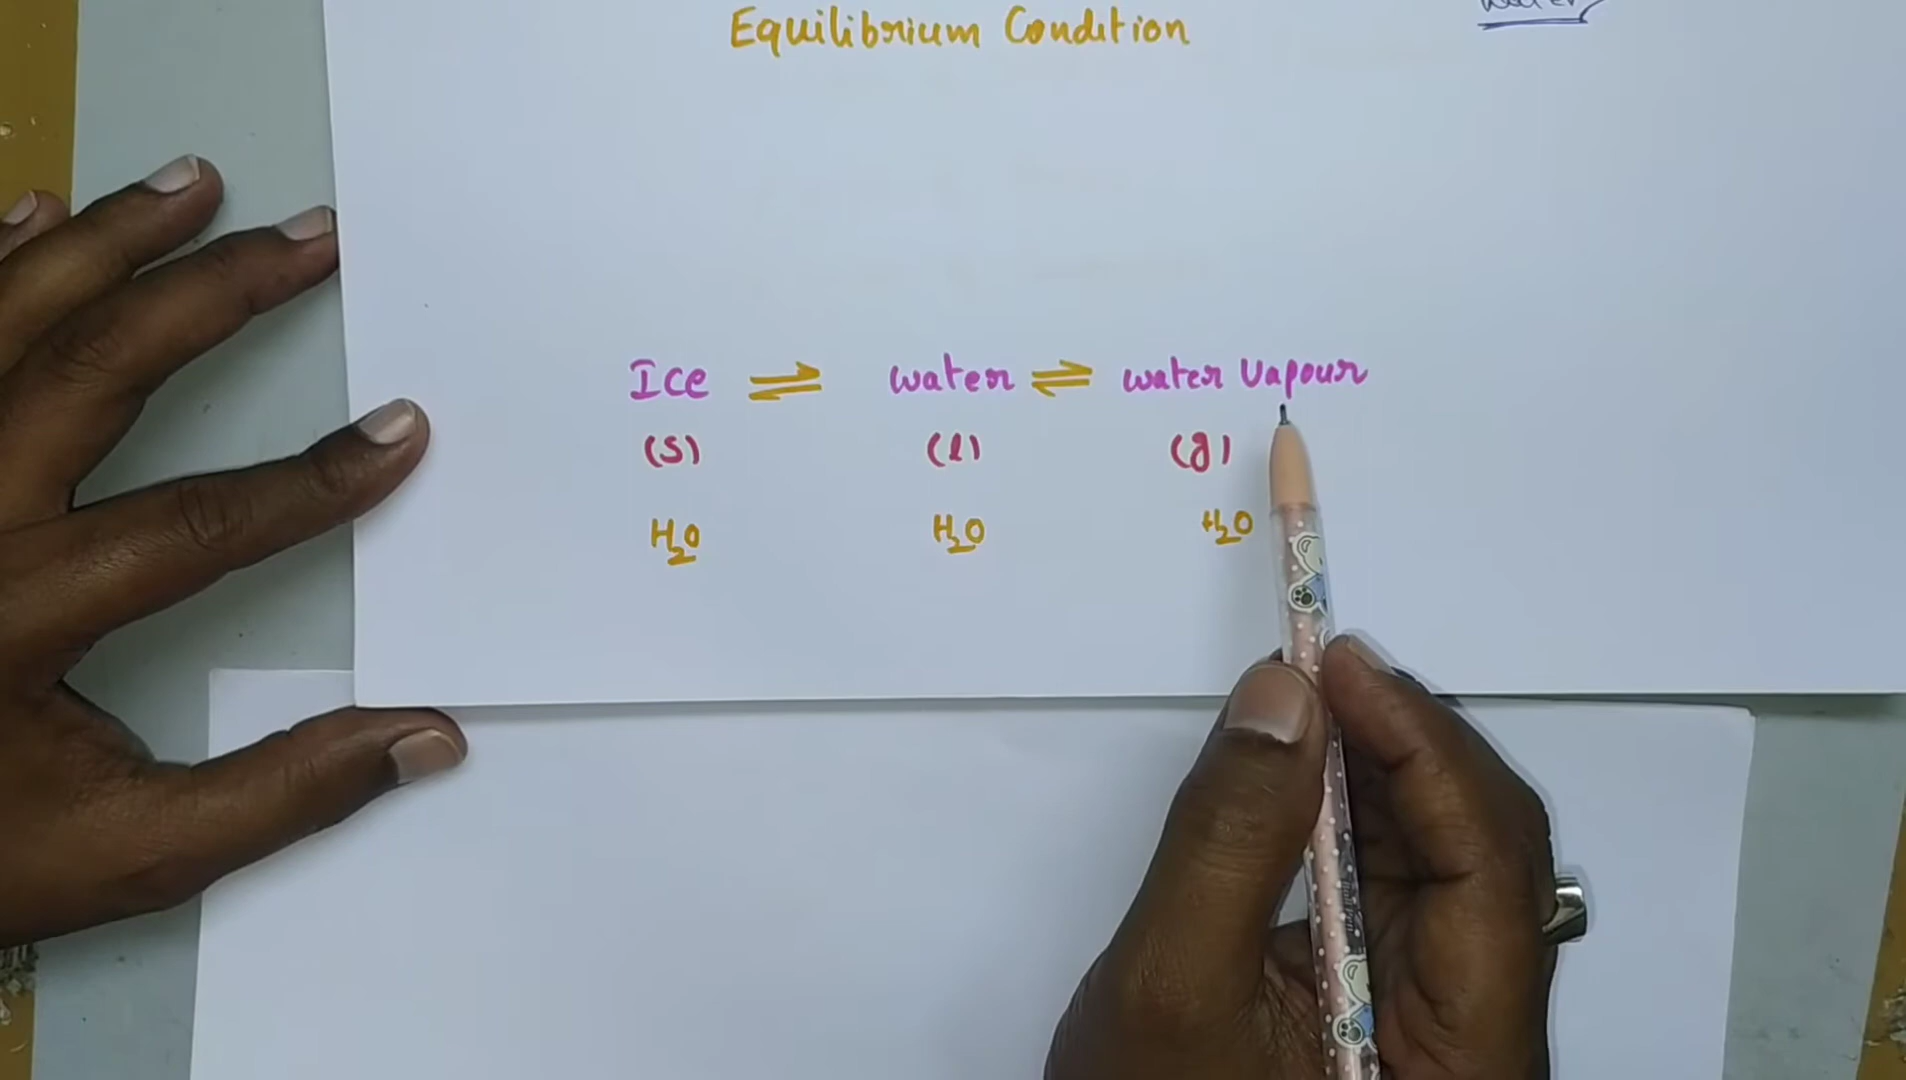 Equilibrium Condition
Ice ⇌ water ⇌ water Vapour
(s) (l) (g)
H₂O H₂O H₂O